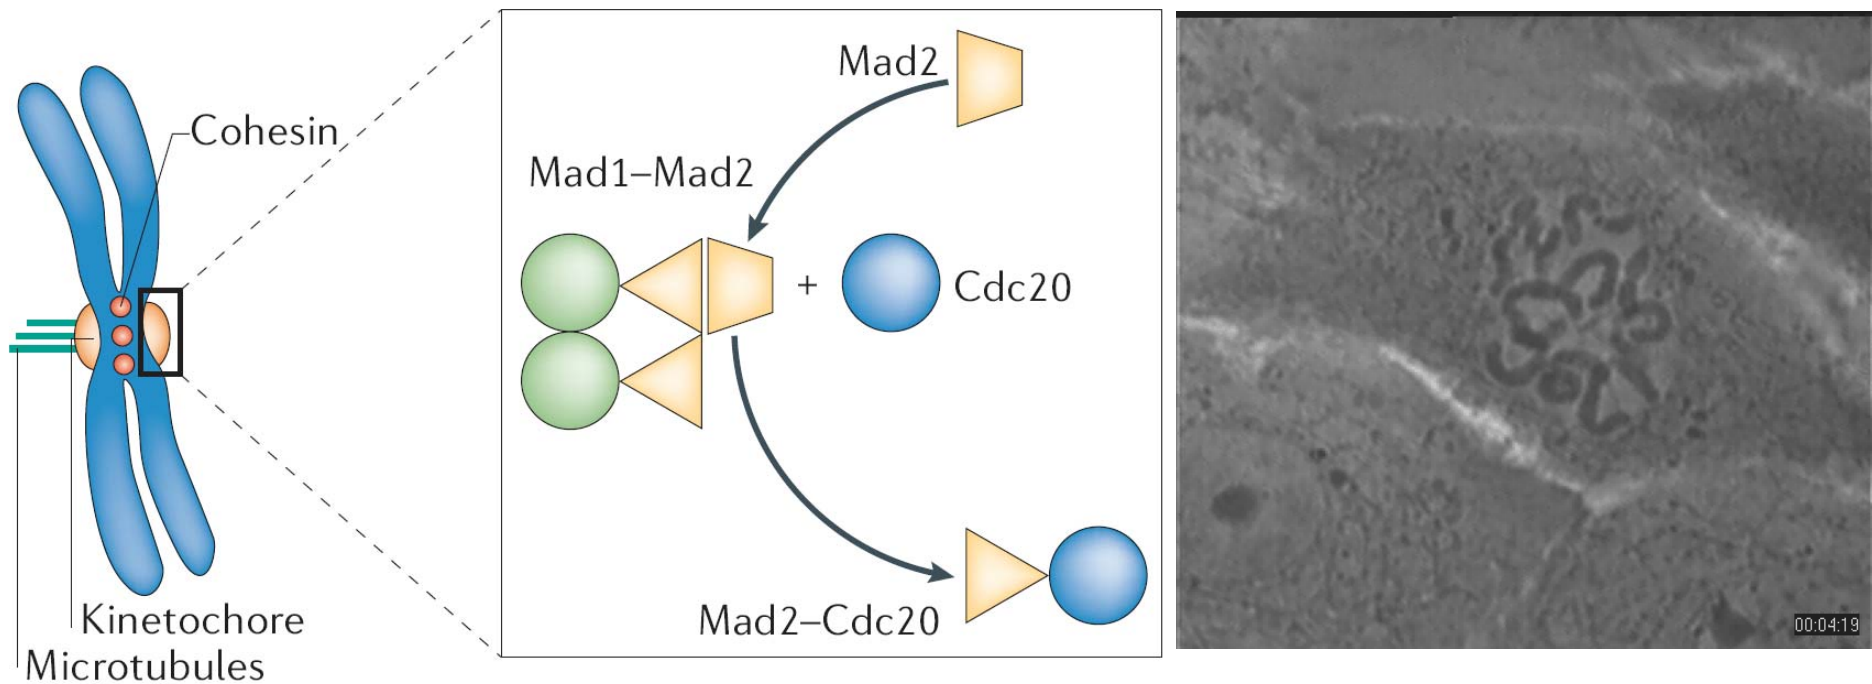 Cohesin
Kinetochore
Microtubules
Mad2
Mad1–Mad2
+
Cdc20
Mad2–Cdc20
00:04:19